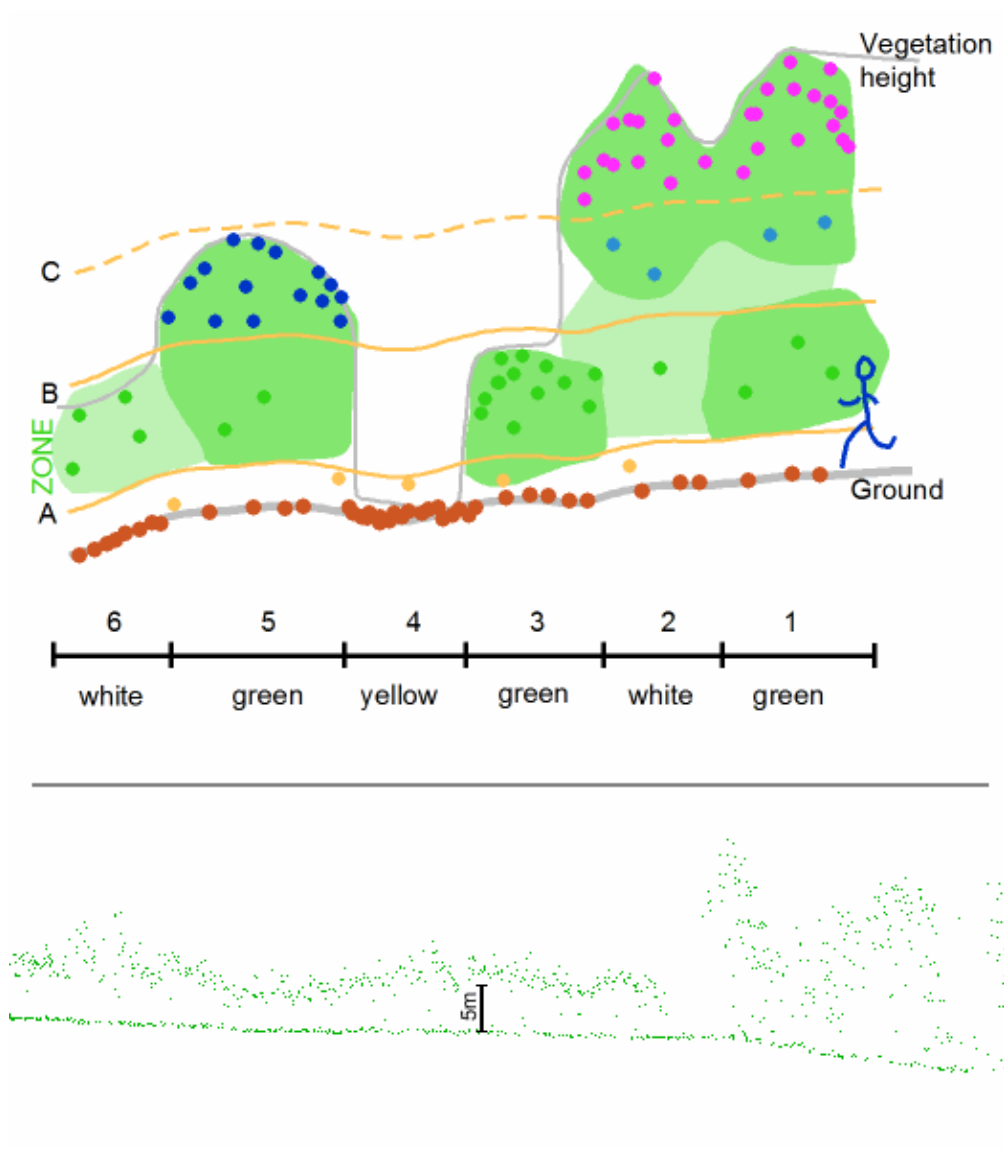 Vegetation
height
C
B
ZONE
A
Ground
6 5 4 3 2 1
white green yellow green white green
5m